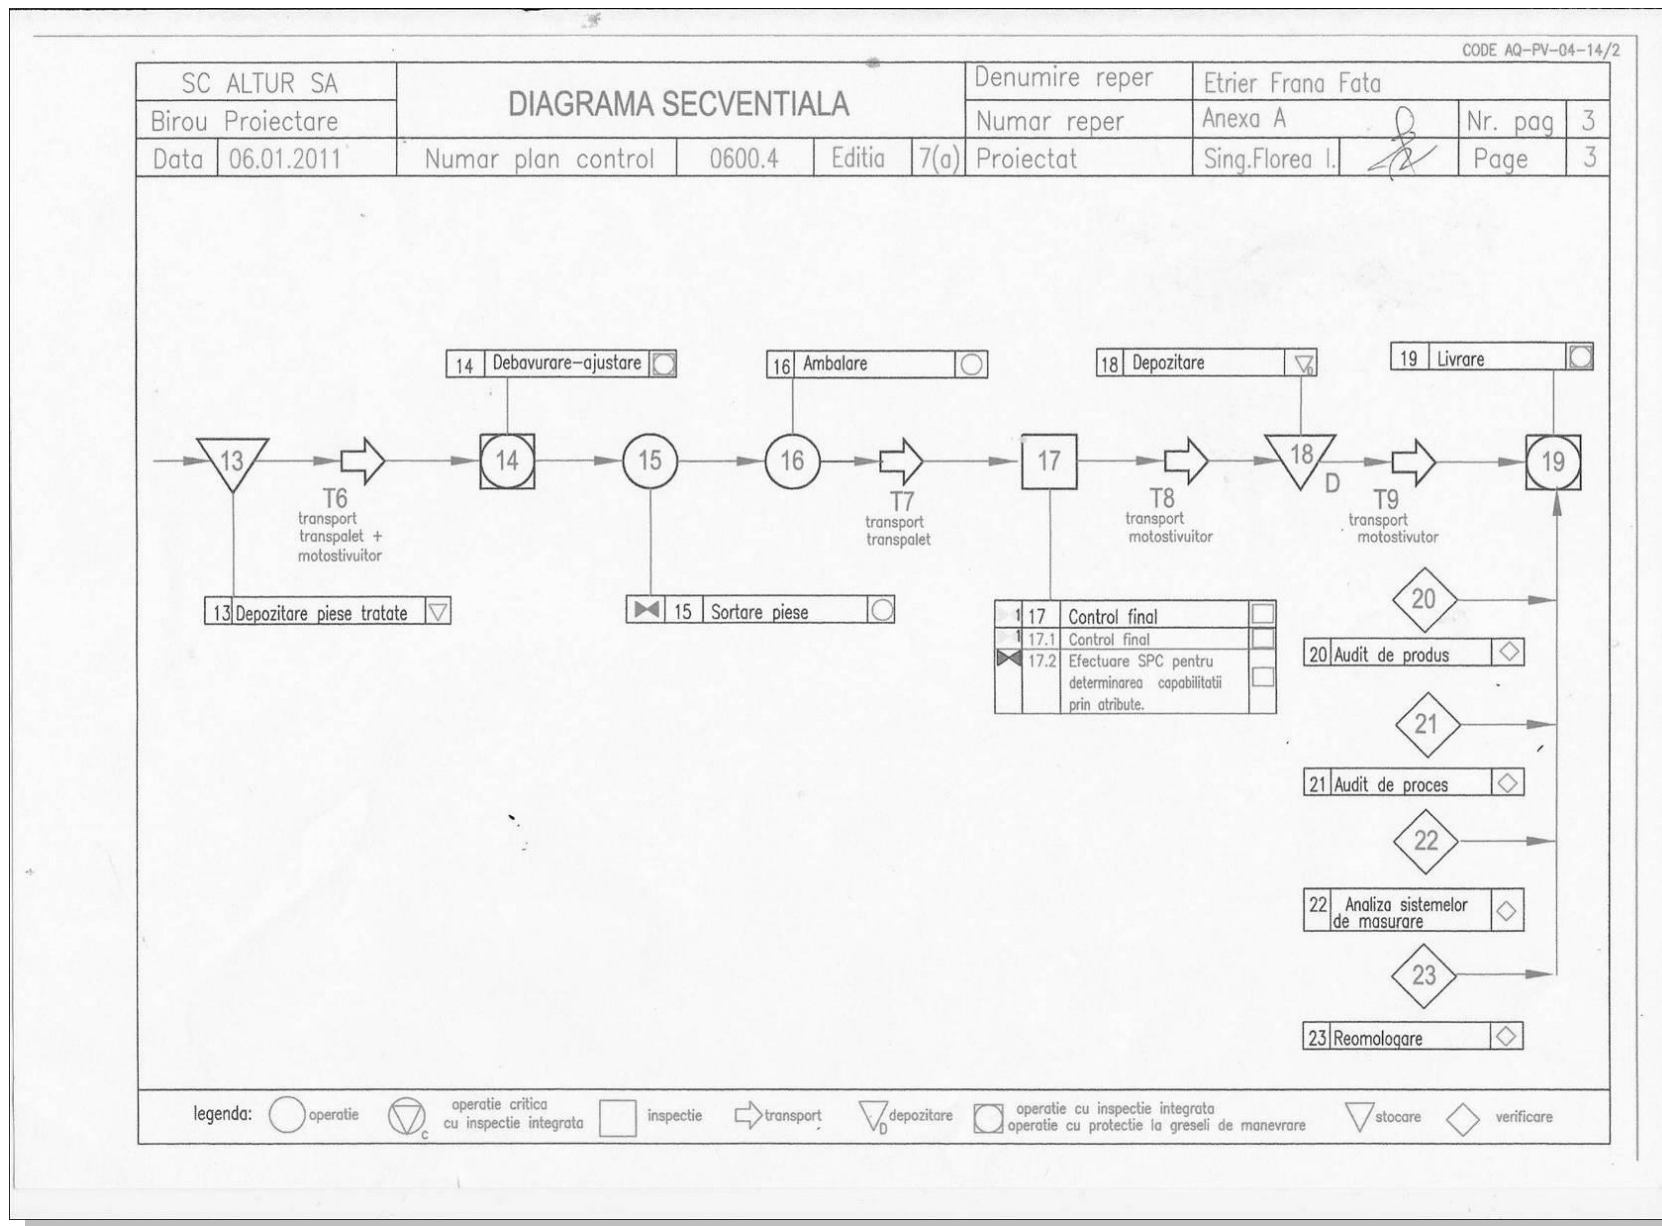 CODE AQ-PV-04-14/2
SC ALTUR SA
DIAGRAMA SECVENTIALA
Denumire reper
Etrier Frana Fata
Birou Proiectare
Numar reper
Anexa A
Nr. pag
3
Data
06.01.2011
Numar plan control
0600.4
Editia
7(a)
Proiectat
Sing.Florea I.
Page
3
14 Debavurare-ajustare
16 Ambalare
18 Depozitare
19 Livrare
13
14
15
16
17
18
D
19
T6
transport
transpalet +
motostivuitor
T7
transport
transpalet
T8
transport
motostivuitor
T9
transport
motostivutor
13 Depozitare piese tratate
15 Sortare piese
1 17 Control final
1 17.1 Control final
17.2 Efectuare SPC pentru
determinarea capabilitatii
prin atribute.
20
20 Audit de produs
21
21 Audit de proces
22
22 Analiza sistemelor
de masurare
23
23 Reomologare
legenda:
operatie
operatie critica
cu inspectie integrata
C
inspectie
transport
D
depozitare
operatie cu inspectie integrata
operatie cu protectie la greseli de manevrare
stocare
verificare